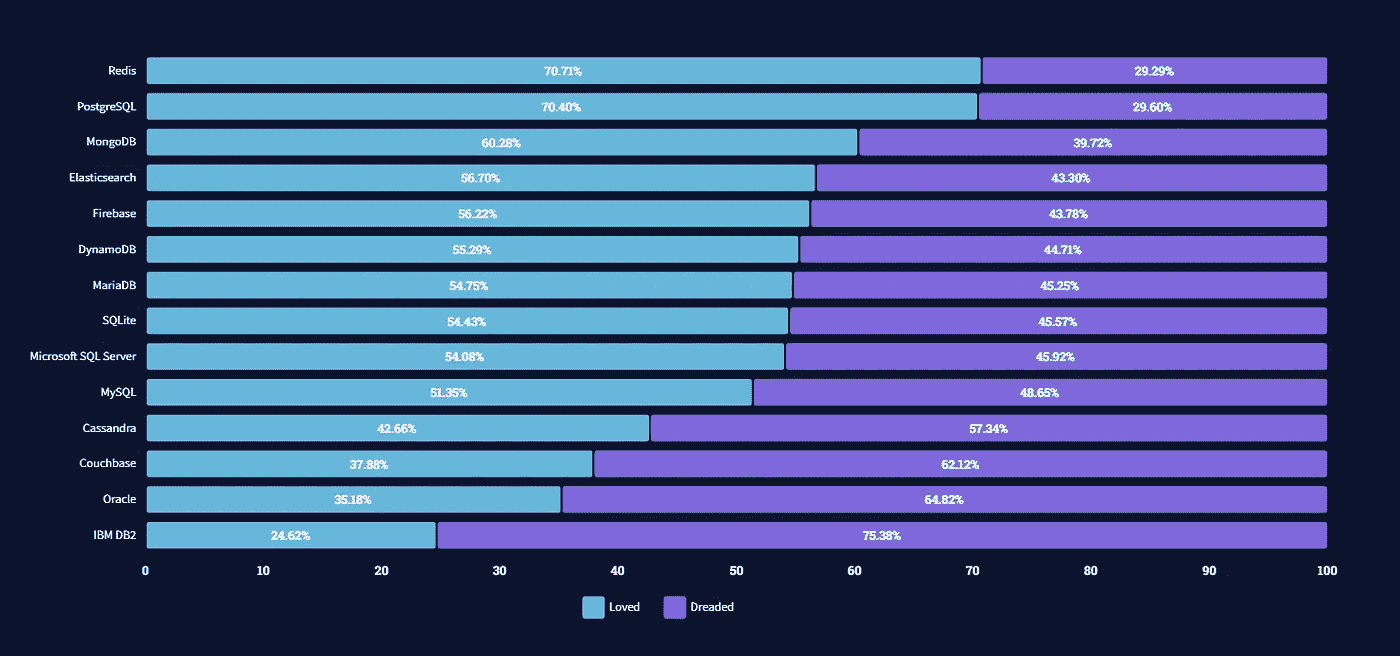 Redis 70.71% 29.29%
PostgreSQL 70.40% 29.60%
MongoDB 60.28% 39.72%
Elasticsearch 56.70% 43.30%
Firebase 56.22% 43.78%
DynamoDB 55.29% 44.71%
MariaDB 54.75% 45.25%
SQLite 54.43% 45.57%
Microsoft SQL Server 54.08% 45.92%
MySQL 51.35% 48.65%
Cassandra 42.66% 57.34%
Couchbase 37.88% 62.12%
Oracle 35.18% 64.82%
IBM DB2 24.62% 75.38%
0 10 20 30 40 50 60 70 80 90 100
Loved Dreaded